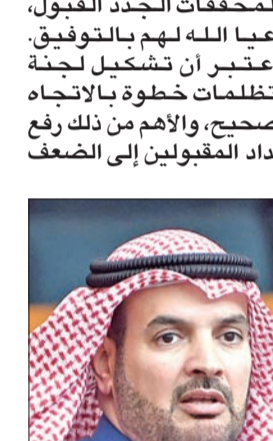 لمحققات الجدد القبول،
عيا الله لهم بالتوفيق.
عتبر أن تشكيل لجنة
تظلمات خطوة بالاتجاه
صحيح، والأهم من ذلك رفع
داد المقبولين إلى الضعف